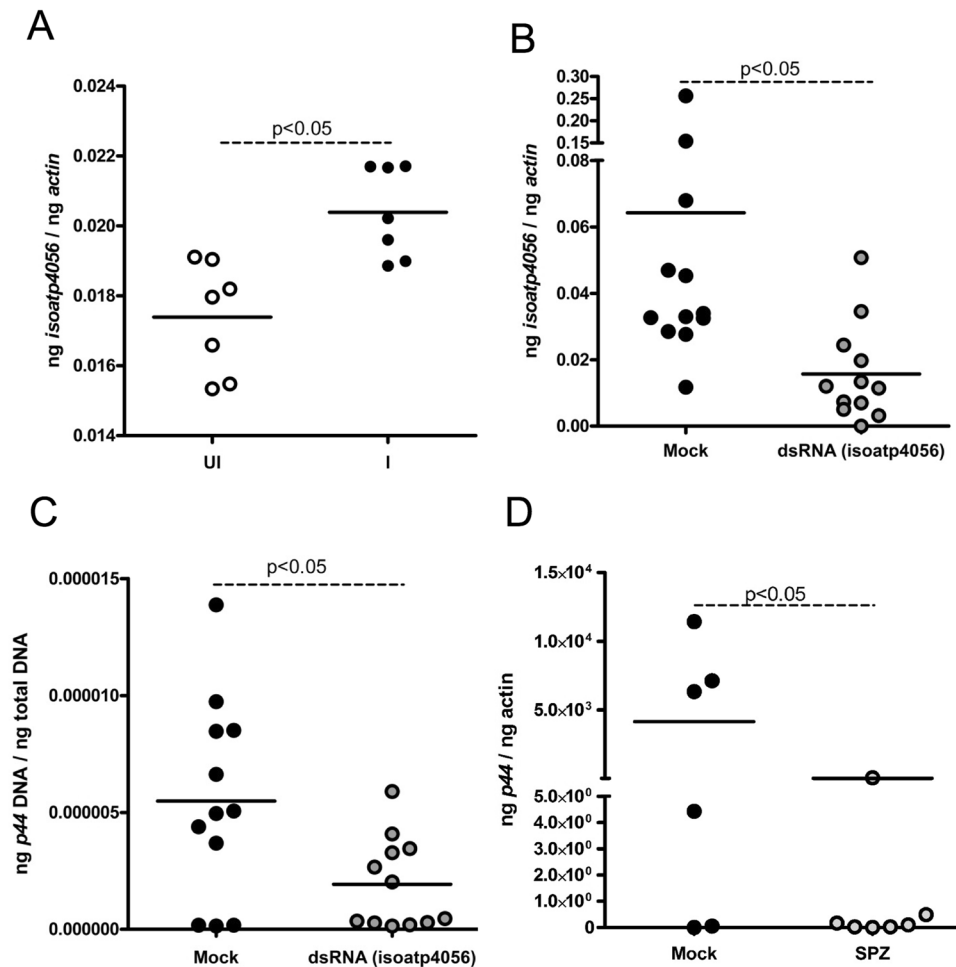 A
ng isoatp4056 / ng actin
0.024
0.022
0.020
0.018
0.016
0.014
p<0.05
UI
I
B
ng isoatp4056 / ng actin
0.30
0.25
0.20
0.15
0.08
0.06
0.04
0.02
0.00
p<0.05
Mock
dsRNA (isoatp4056)
C
ng p44 DNA / ng total DNA
0.000015
0.000010
0.000005
0.000000
p<0.05
Mock
dsRNA (isoatp4056)
D
ng p44 / ng actin
1.5×10⁴
1.0×10⁴
5.0×10³
5.0×10⁰
4.0×10⁰
3.0×10⁰
2.0×10⁰
1.0×10⁰
0
p<0.05
Mock
SPZ